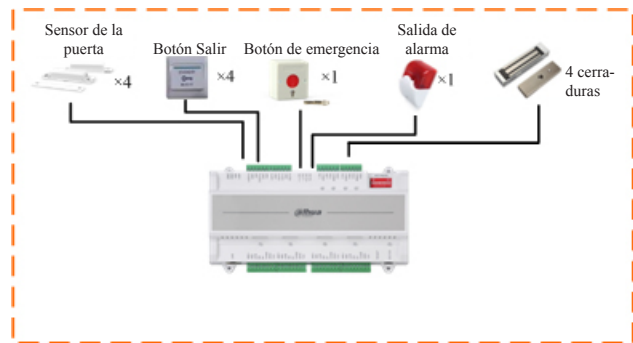 Sensor de la
puerta
×4
Botón Salir
×4
Botón de emergencia
×1
Salida de
alarma
×1
4 cerra-
duras
alhua